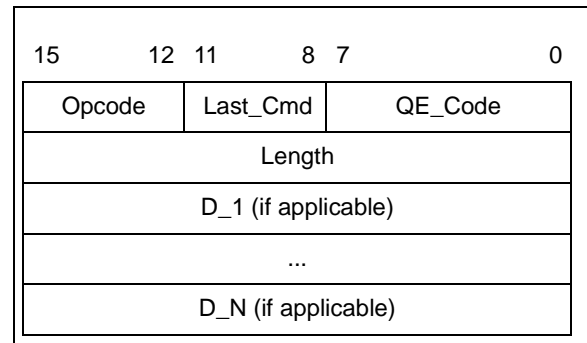 15 12 11 8 7 0
Opcode Last_Cmd QE_Code
Length
D_1 (if applicable)
...
D_N (if applicable)